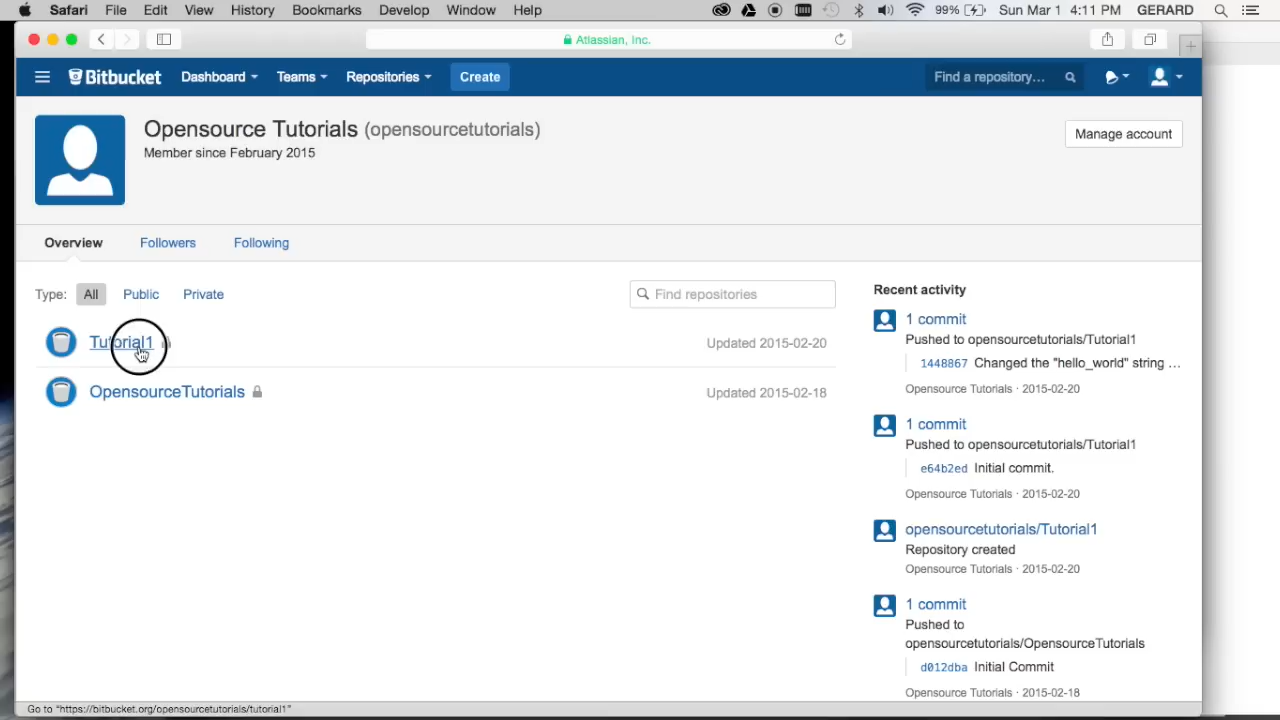 Safari File Edit View History Bookmarks Develop Window Help 99% Sun Mar 1 4:11 PM GERARD
Atlassian, Inc.
Bitbucket Dashboard Teams Repositories Create Find a repository...
Opensource Tutorials (opensourcetutorials)
Member since February 2015
Manage account
Overview Followers Following
Type: All Public Private Find repositories
Tutorial1 Updated 2015-02-20
OpensourceTutorials Updated 2015-02-18
Recent activity
1 commit
Pushed to opensourcetutorials/Tutorial1
1448867 Changed the "hello_world" string ...
Opensource Tutorials · 2015-02-20
1 commit
Pushed to opensourcetutorials/Tutorial1
e64b2ed Initial commit.
Opensource Tutorials · 2015-02-20
opensourcetutorials/Tutorial1
Repository created
Opensource Tutorials · 2015-02-20
1 commit
Pushed to
opensourcetutorials/OpensourceTutorials
d012dba Initial Commit
Opensource Tutorials · 2015-02-18
Go to "https://bitbucket.org/opensourcetutorials/tutorial1"